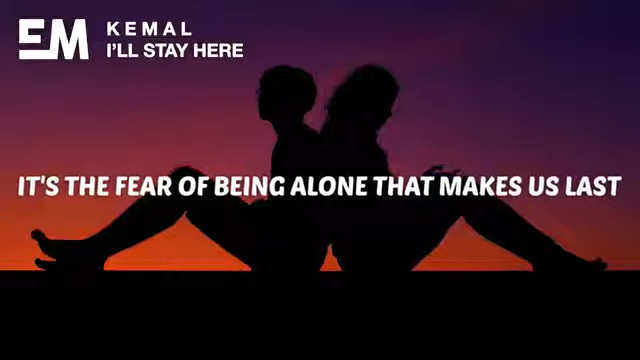 EM
KEMAL
I'LL STAY HERE
IT'S THE FEAR OF BEING ALONE THAT MAKES US LAST